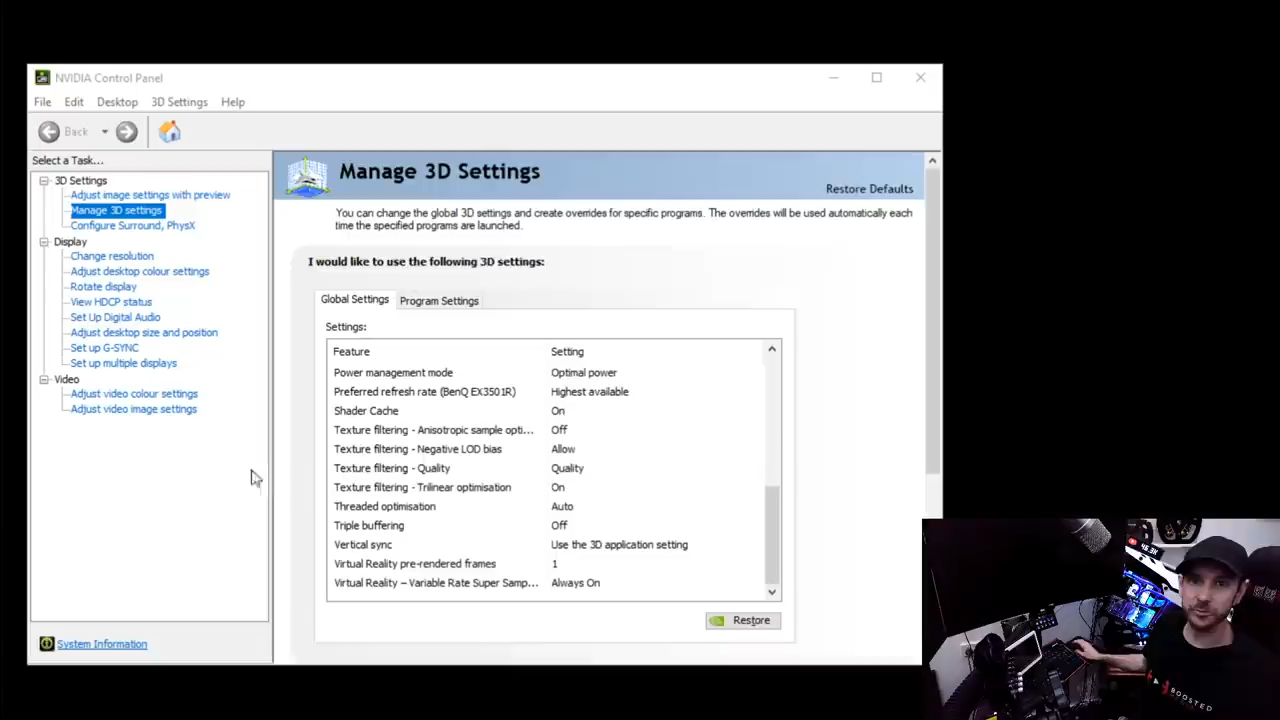 NVIDIA Control Panel
File Edit Desktop 3D Settings Help
Back
Select a Task...
3D Settings
Adjust image settings with preview
Manage 3D settings
Configure Surround, PhysX
Display
Change resolution
Adjust desktop colour settings
Rotate display
View HDCP status
Set Up Digital Audio
Adjust desktop size and position
Set up G-SYNC
Set up multiple displays
Video
Adjust video colour settings
Adjust video image settings
System Information
Manage 3D Settings
Restore Defaults
You can change the global 3D settings and create overrides for specific programs. The overrides will be used automatically each
time the specified programs are launched.
I would like to use the following 3D settings:
Global Settings Program Settings
Settings:
Feature Setting
Power management mode Optimal power
Preferred refresh rate (BenQ EX3501R) Highest available
Shader Cache On
Texture filtering - Anisotropic sample opti... Off
Texture filtering - Negative LOD bias Allow
Texture filtering - Quality Quality
Texture filtering - Trilinear optimisation On
Threaded optimisation Auto
Triple buffering Off
Vertical sync Use the 3D application setting
Virtual Reality pre-rendered frames 1
Virtual Reality – Variable Rate Super Samp... Always On
Restore
BOOSTED